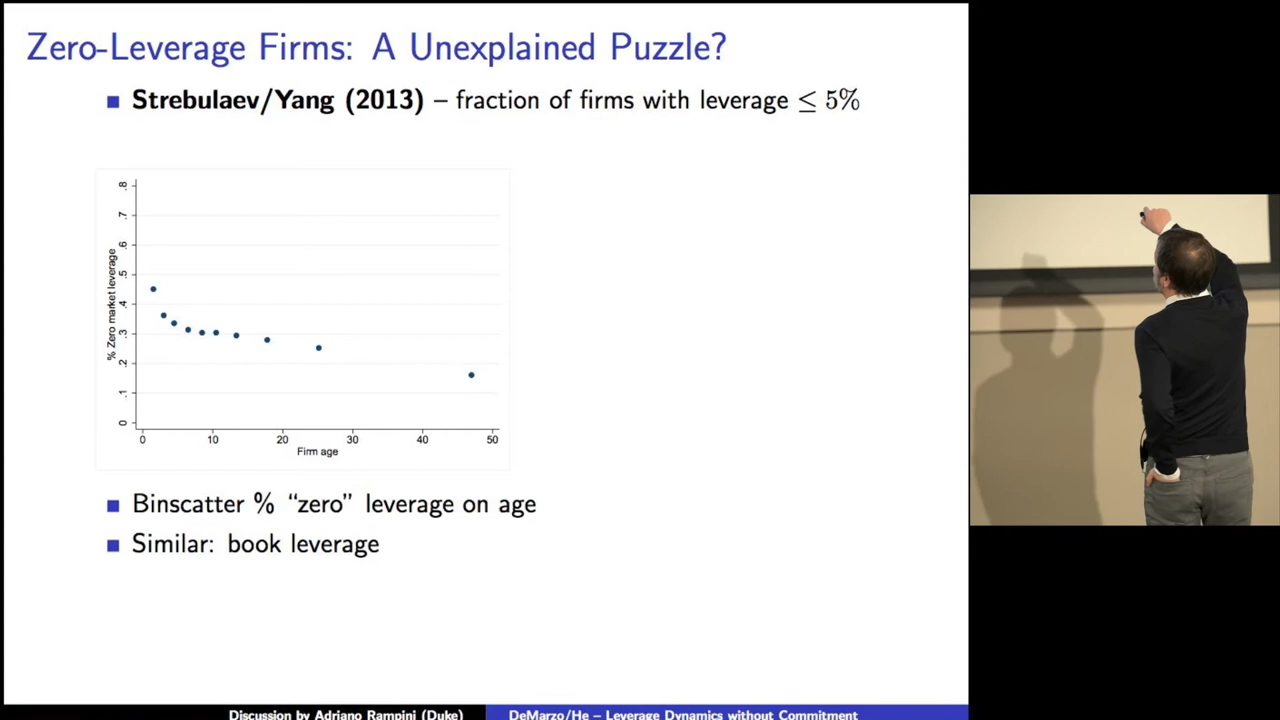 Zero-Leverage Firms: A Unexplained Puzzle?
Strebulaev/Yang (2013) – fraction of firms with leverage ≤ 5%
% Zero market leverage
.8
.7
.6
.5
.4
.3
.2
.1
0
0 10 20 30 40 50
Firm age
Binscatter % “zero” leverage on age
Similar: book leverage
Discussion by Adriano Rampini (Duke) DeMarzo/He – Leverage Dynamics without Commitment